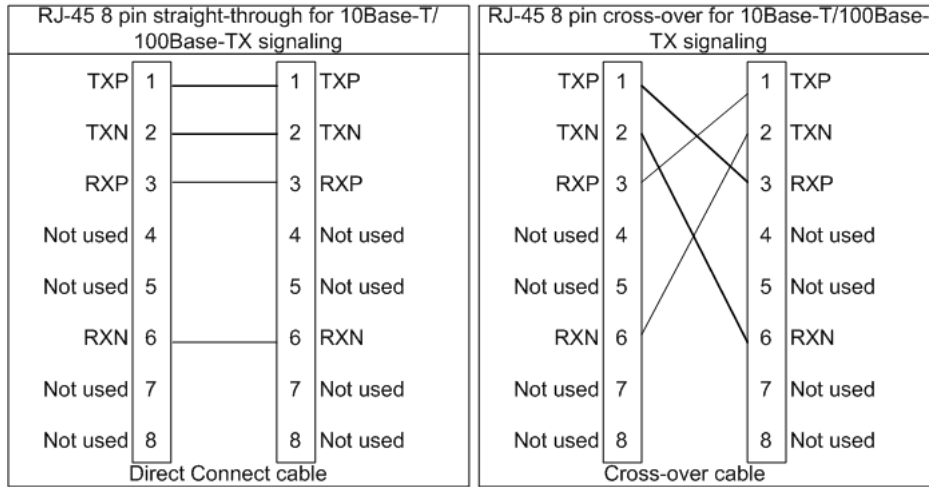 RJ-45 8 pin straight-through for 10Base-T/
100Base-TX signaling
TXP 1 1 TXP
TXN 2 2 TXN
RXP 3 3 RXP
Not used 4 4 Not used
Not used 5 5 Not used
RXN 6 6 RXN
Not used 7 7 Not used
Not used 8 8 Not used
Direct Connect cable
RJ-45 8 pin cross-over for 10Base-T/100Base-
TX signaling
TXP 1 1 TXP
TXN 2 2 TXN
RXP 3 3 RXP
Not used 4 4 Not used
Not used 5 5 Not used
RXN 6 6 RXN
Not used 7 7 Not used
Not used 8 8 Not used
Cross-over cable